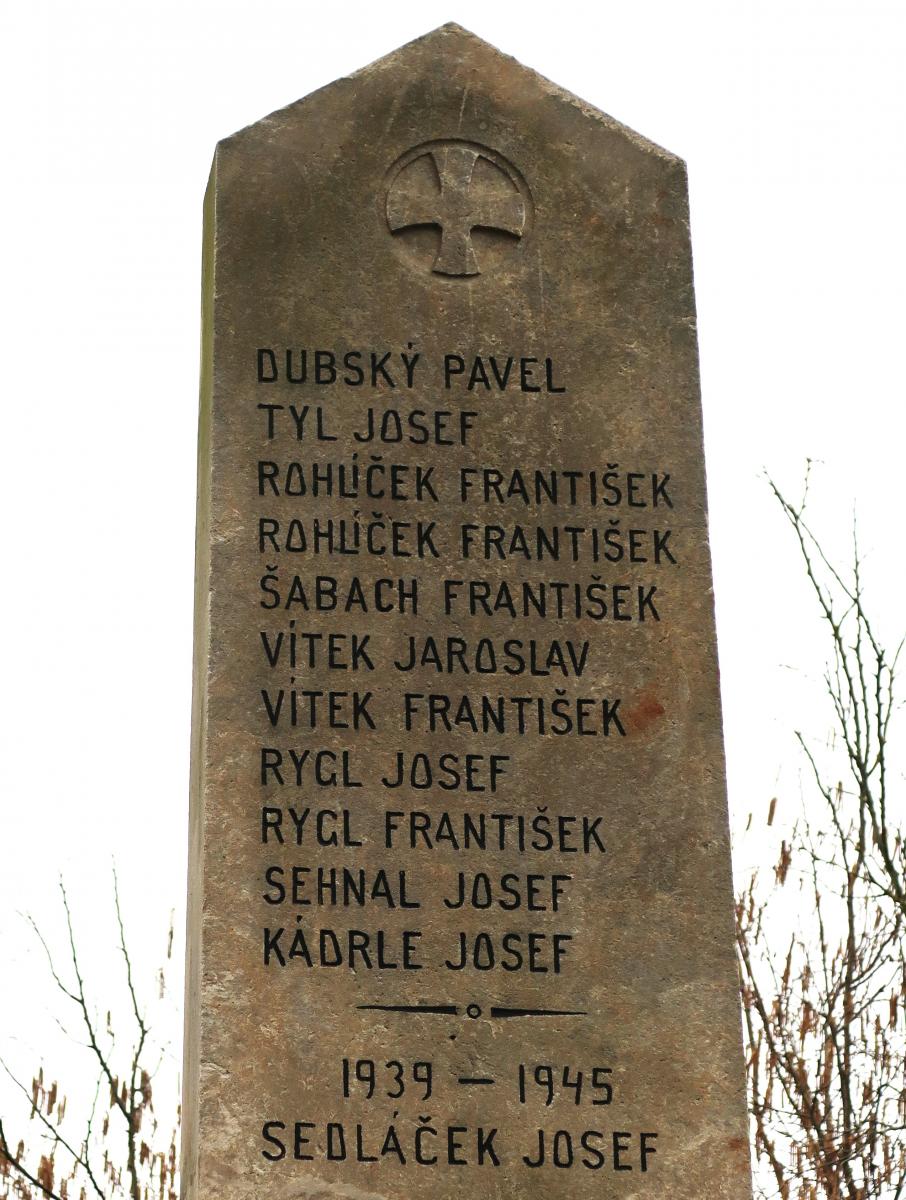 DUBSKÝ PAVEL
TYL JOSEF
ROHLÍČEK FRANTIŠEK
ROHLÍČEK FRANTIŠEK
ŠABACH FRANTIŠEK
VÍTEK JAROSLAV
VÍTEK FRANTIŠEK
RYGL JOSEF
RYGL FRANTIŠEK
SEHNAL JOSEF
KÁDRLE JOSEF
1939 – 1945
SEDLÁČEK JOSEF